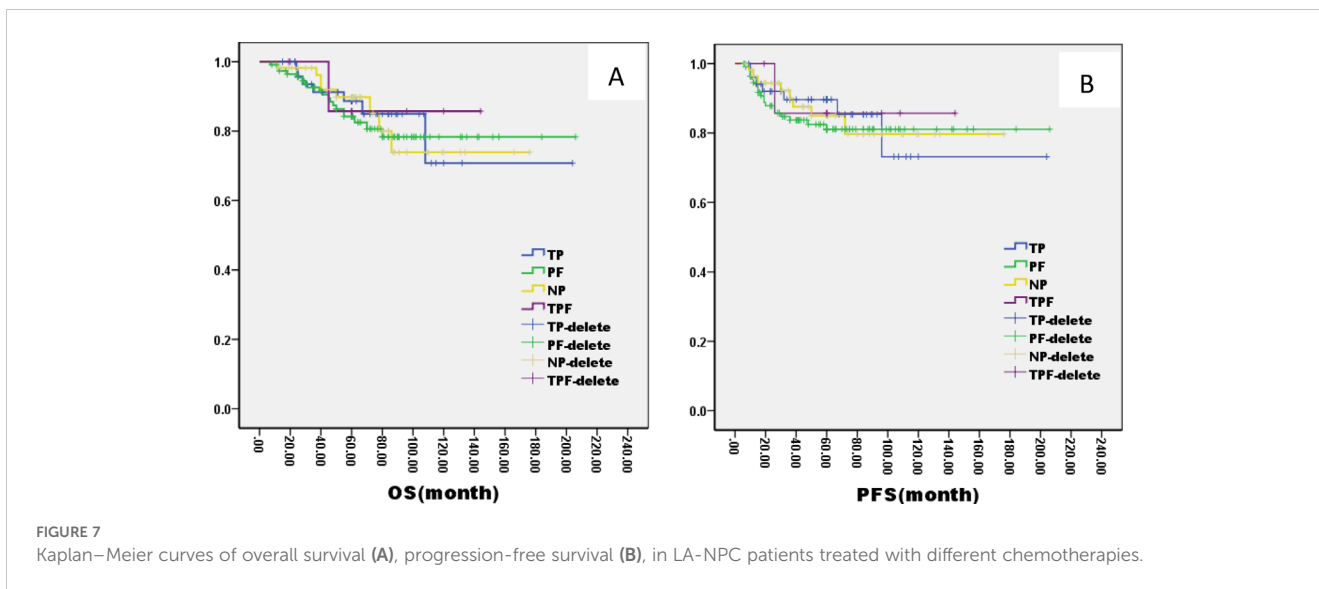 A
1.0
0.8
0.6
0.4
0.2
0.0
TP
PF
NP
TPF
TP-delete
PF-delete
NP-delete
TPF-delete
.00 20.00 40.00 60.00 80.00 100.00 120.00 140.00 160.00 180.00 200.00 220.00 240.00
OS(month)
B
1.0
0.8
0.6
0.4
0.2
0.0
TP
PF
NP
TPF
TP-delete
PF-delete
NP-delete
TPF-delete
.00 20.00 40.00 60.00 80.00 100.00 120.00 140.00 160.00 180.00 200.00 220.00 240.00
PFS(month)
FIGURE 7
Kaplan–Meier curves of overall survival (A), progression-free survival (B), in LA-NPC patients treated with different chemotherapies.